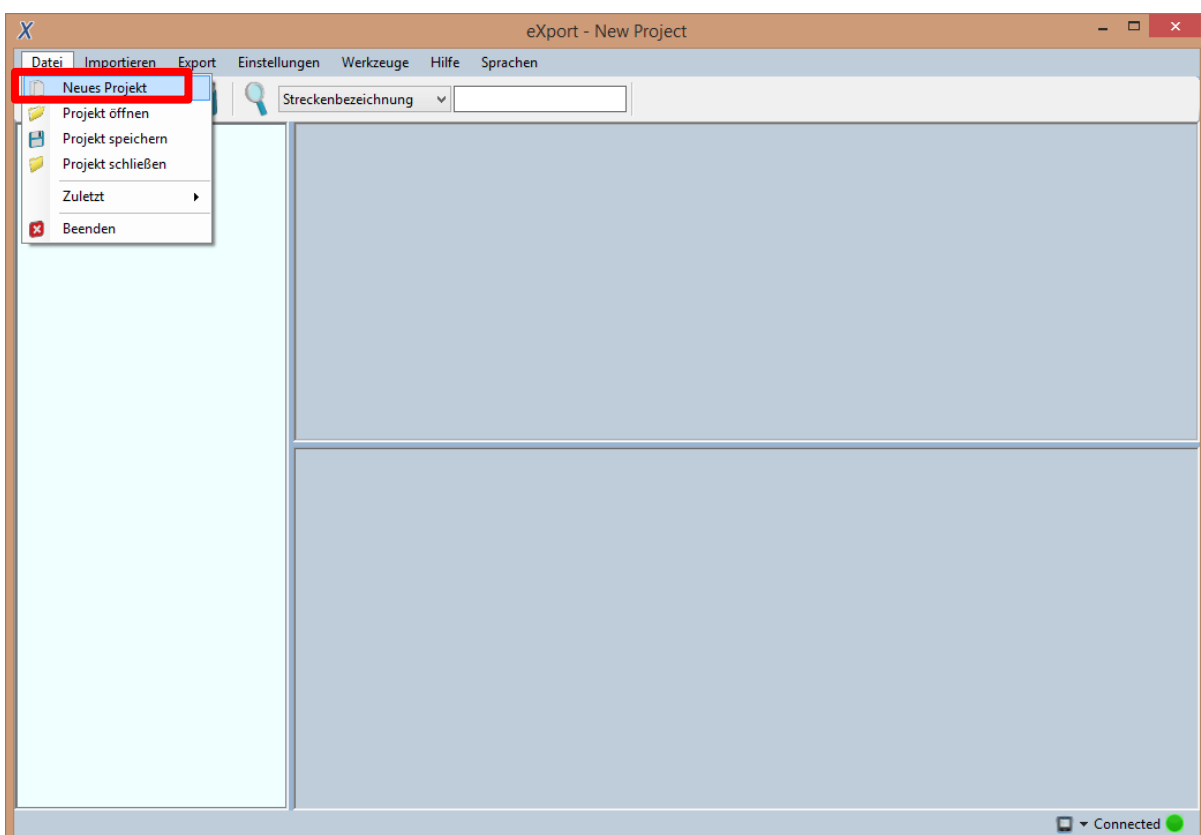 X
eXport - New Project
Datei Importieren Export Einstellungen Werkzeuge Hilfe Sprachen
Neues Projekt
Streckenbezeichnung
Projekt öffnen
Projekt speichern
Projekt schließen
Zuletzt
Beenden
Connected